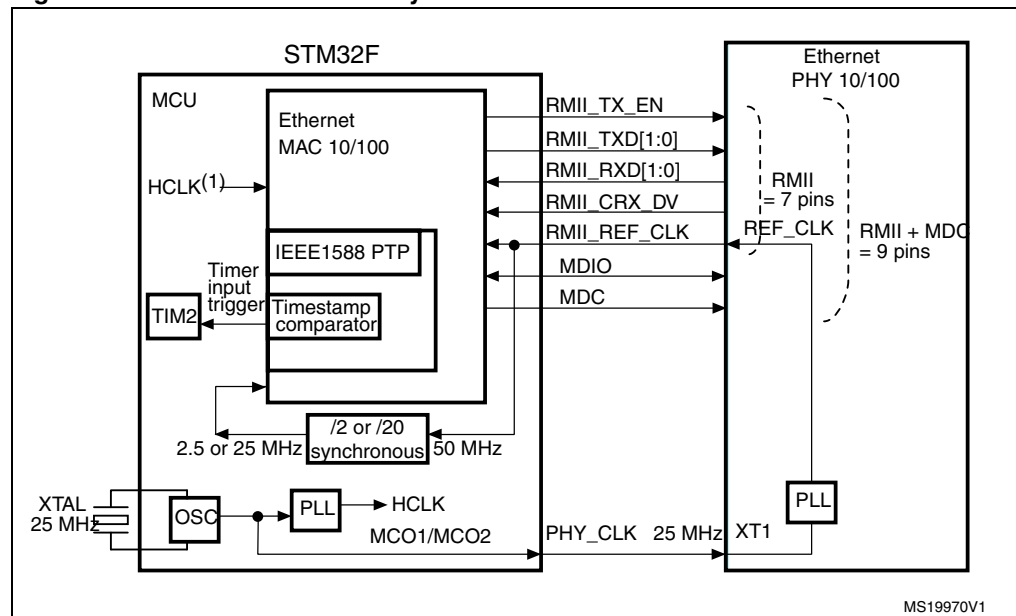 STM32F
MCU
Ethernet
MAC 10/100
HCLK(1)
IEEE1588 PTP
Timer
input
trigger
TIM2
Timestamp
comparator
/2 or /20
synchronous
2.5 or 25 MHz
50 MHz
XTAL
25 MHz
OSC
PLL
HCLK
MCO1/MCO2
RMII_TX_EN
RMII_TXD[1:0]
RMII_RXD[1:0]
RMII_CRX_DV
RMII_REF_CLK
MDIO
MDC
PHY_CLK 25 MHz
Ethernet
PHY 10/100
RMII
= 7 pins
REF_CLK
RMII + MDC
= 9 pins
PLL
XT1
MS19970V1